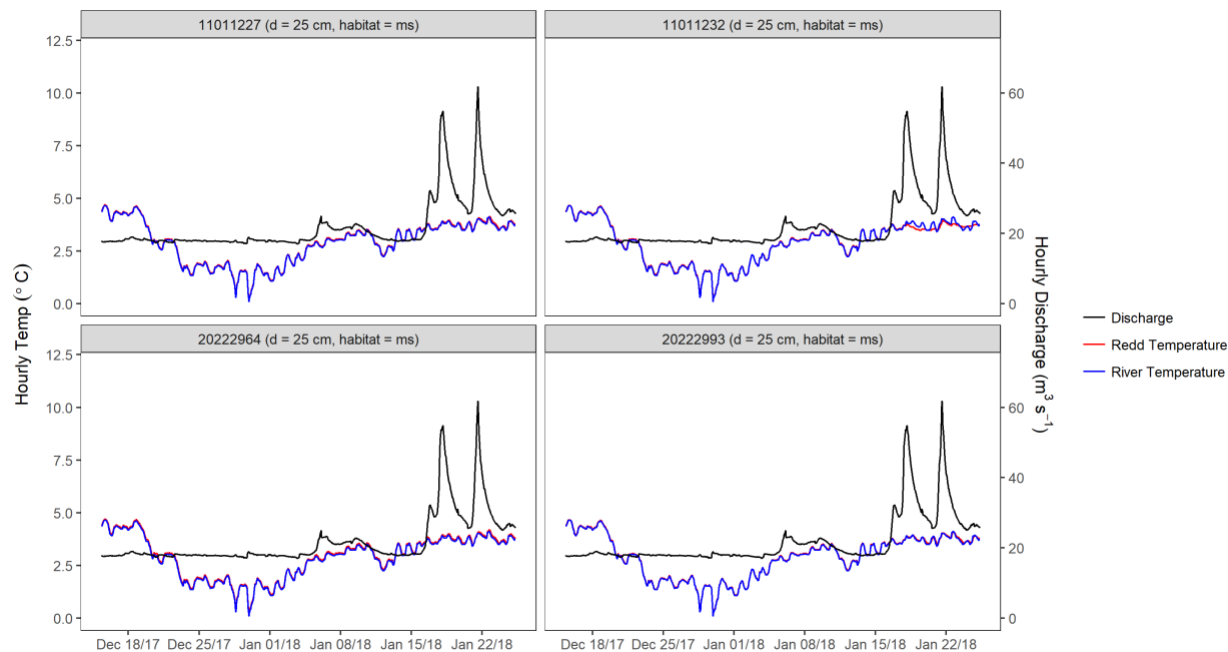 11011227 (d = 25 cm, habitat = ms)
11011232 (d = 25 cm, habitat = ms)
12.5
10.0
7.5
5.0
2.5
0.0
60
40
20
0
20222964 (d = 25 cm, habitat = ms)
20222993 (d = 25 cm, habitat = ms)
12.5
10.0
7.5
5.0
2.5
0.0
60
40
20
0
Hourly Temp (° C)
Hourly Discharge (m³ s⁻¹)
Discharge
Redd Temperature
River Temperature
Dec 18/17 Dec 25/17 Jan 01/18 Jan 08/18 Jan 15/18 Jan 22/18
Dec 18/17 Dec 25/17 Jan 01/18 Jan 08/18 Jan 15/18 Jan 22/18